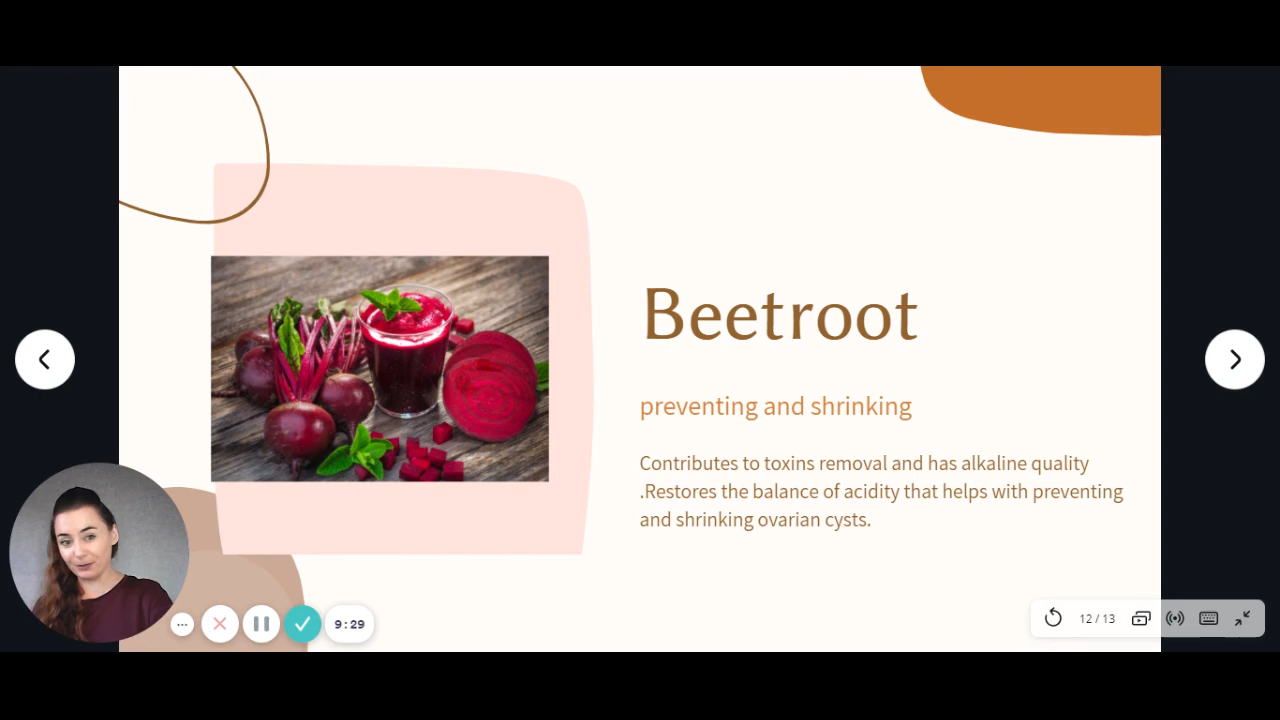 Beetroot
preventing and shrinking
Contributes to toxins removal and has alkaline quality
.Restores the balance of acidity that helps with preventing
and shrinking ovarian cysts.
9:29
12 / 13